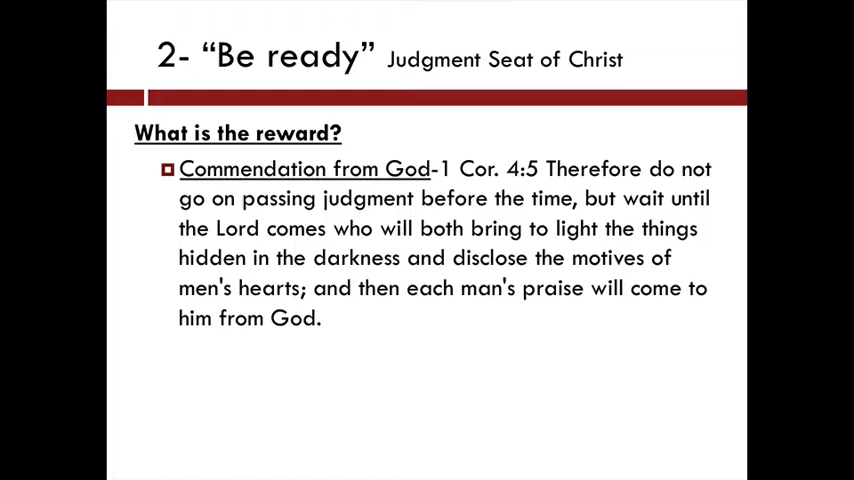 2- “Be ready” Judgment Seat of Christ
What is the reward?
Commendation from God-1 Cor. 4:5 Therefore do not
go on passing judgment before the time, but wait until
the Lord comes who will both bring to light the things
hidden in the darkness and disclose the motives of
men's hearts; and then each man's praise will come to
him from God.